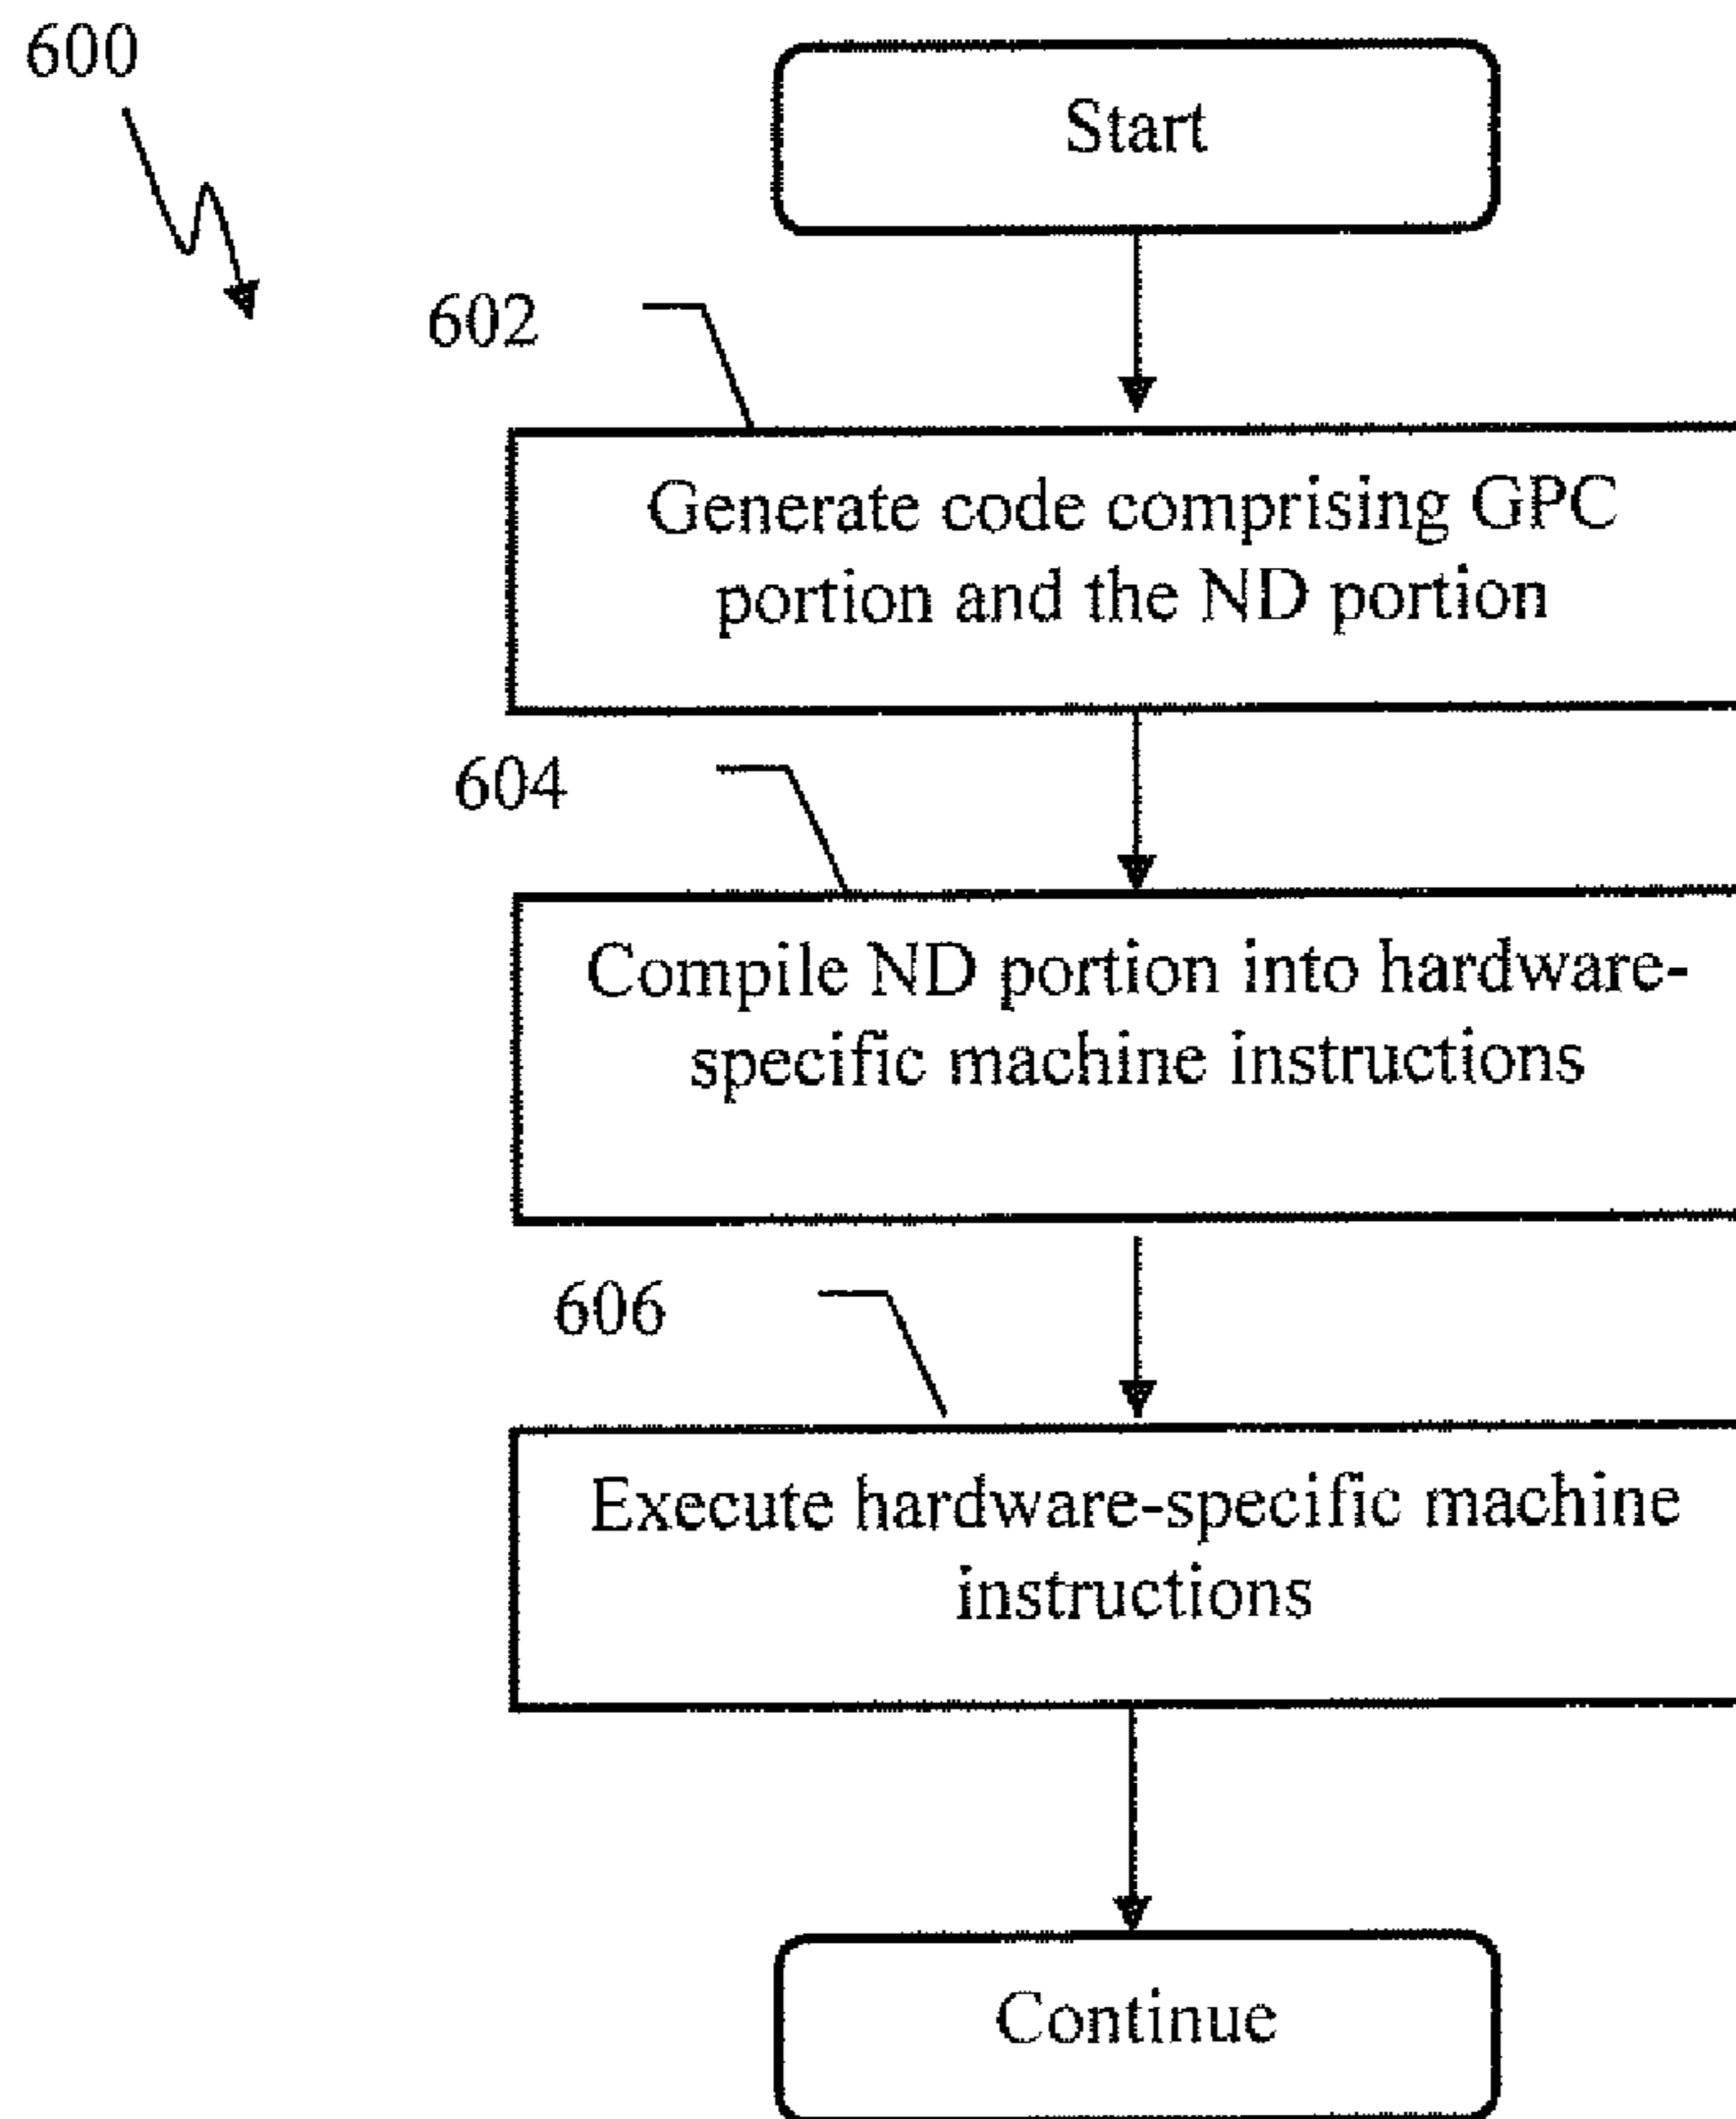 600
Start
602
Generate code comprising GPC
portion and the ND portion
604
Compile ND portion into hardware-
specific machine instructions
606
Execute hardware-specific machine
instructions
Continue